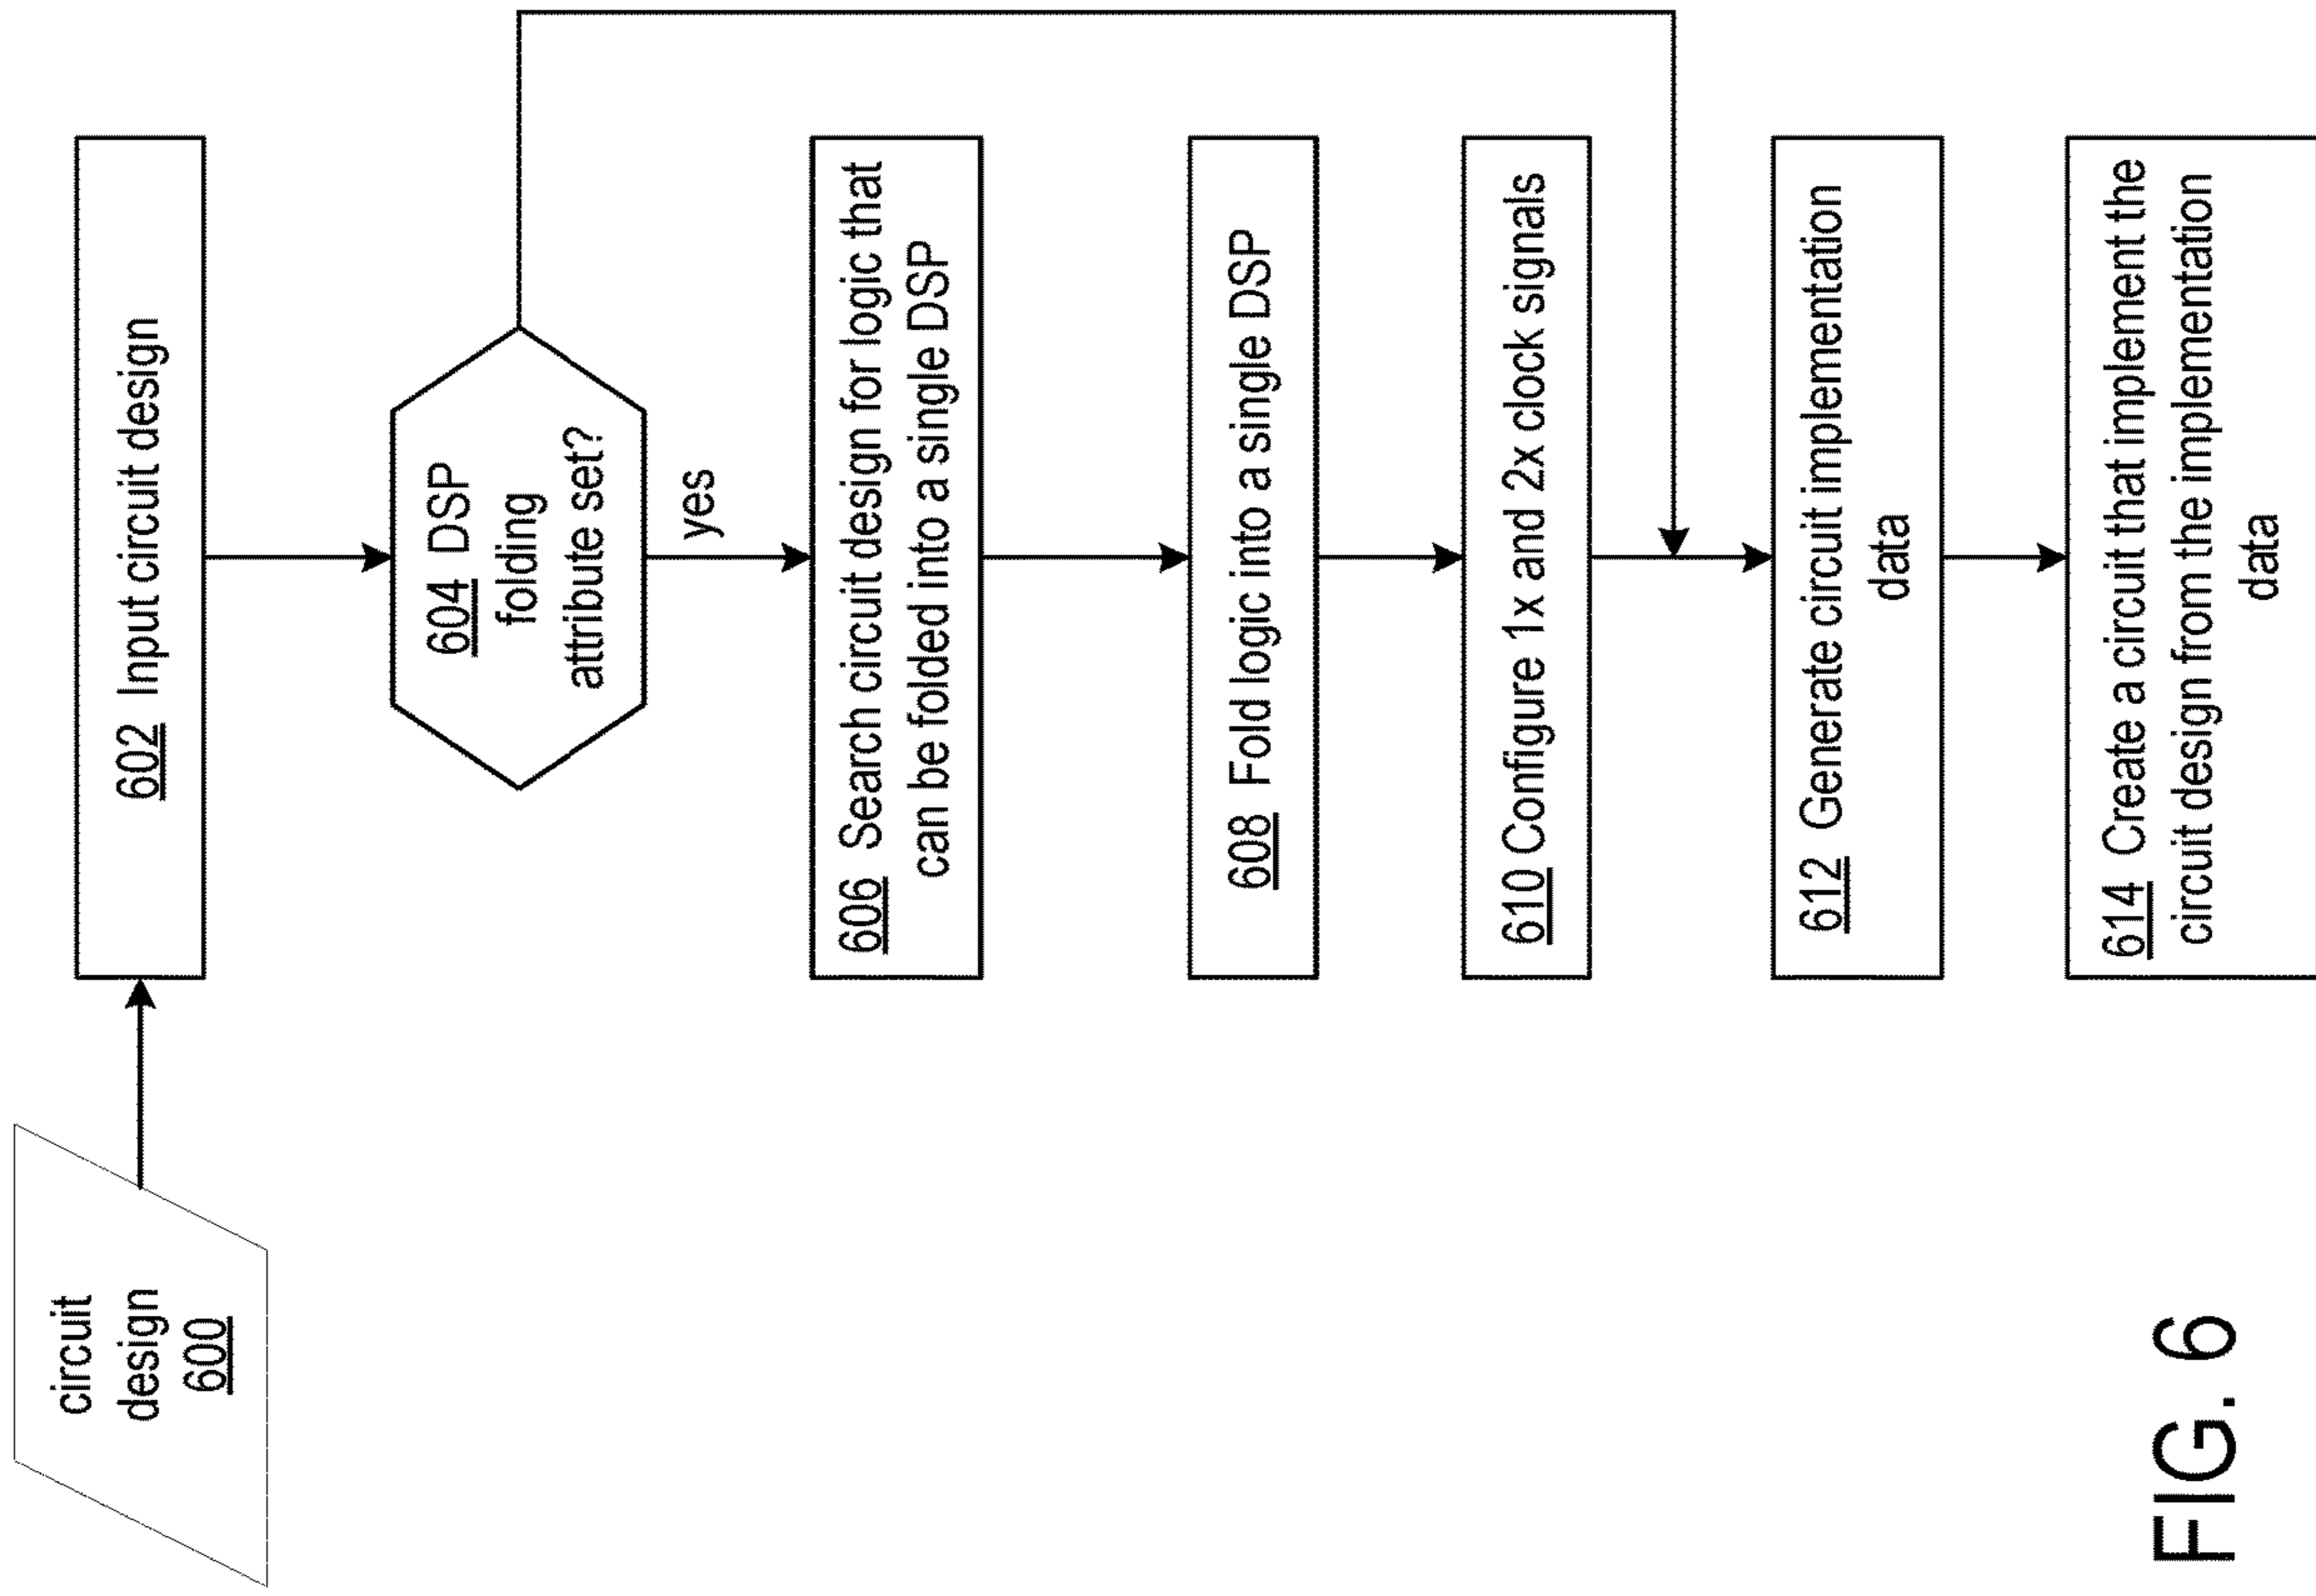 circuit
design
600
602 Input circuit design
604 DSP
folding
attribute set?
yes
606 Search circuit design for logic that
can be folded into a single DSP
608 Fold logic into a single DSP
610 Configure 1x and 2x clock signals
612 Generate circuit implementation
data
614 Create a circuit that implement the
circuit design from the implementation
data
FIG. 6